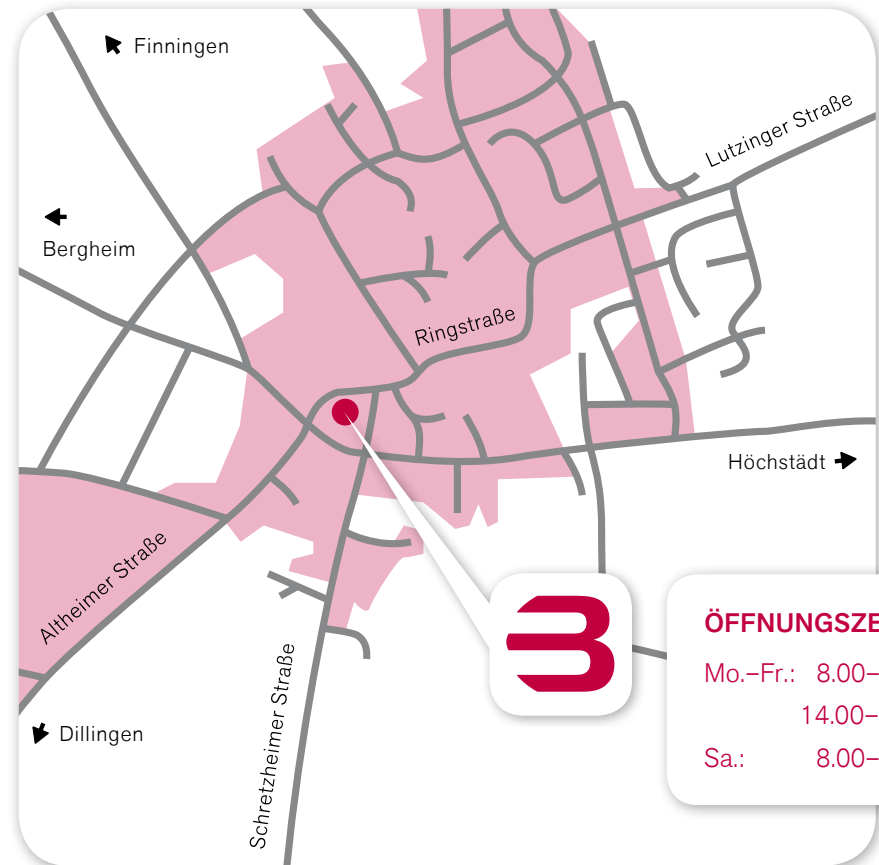 Finningen
Lutzinger Straße
Bergheim
Ringstraße
Höchstädt
Altheimer Straße
Schretzheimer Straße
Dillingen
ÖFFNUNGSZE
Mo.–Fr.: 8.00–
14.00–
Sa.: 8.00–